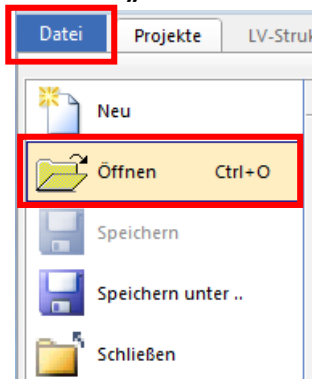 „
Datei Projekte LV-Struk
Neu
Öffnen Ctrl+O
Speichern
Speichern unter ..
Schließen